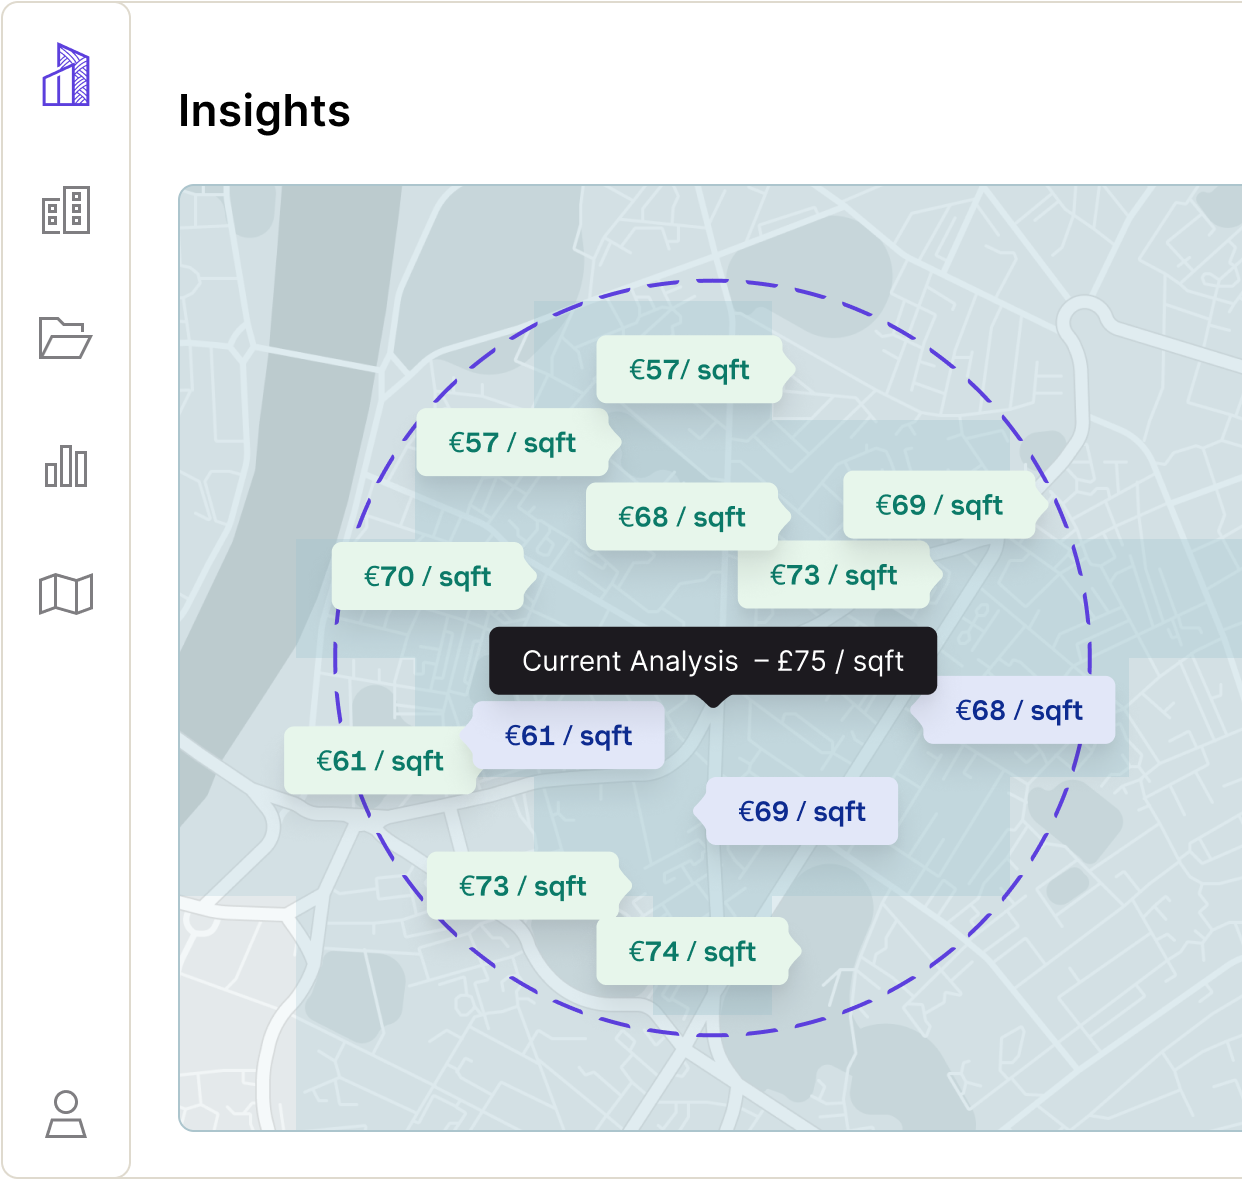 Insights
€57/ sqft
€57 / sqft
€69 / sqft
€68 / sqft
€73 / sqft
€70 / sqft
Current Analysis – £75 / sqft
€68 / sqft
€61 / sqft
€61 / sqft
€69 / sqft
€73 / sqft
€74 / sqft